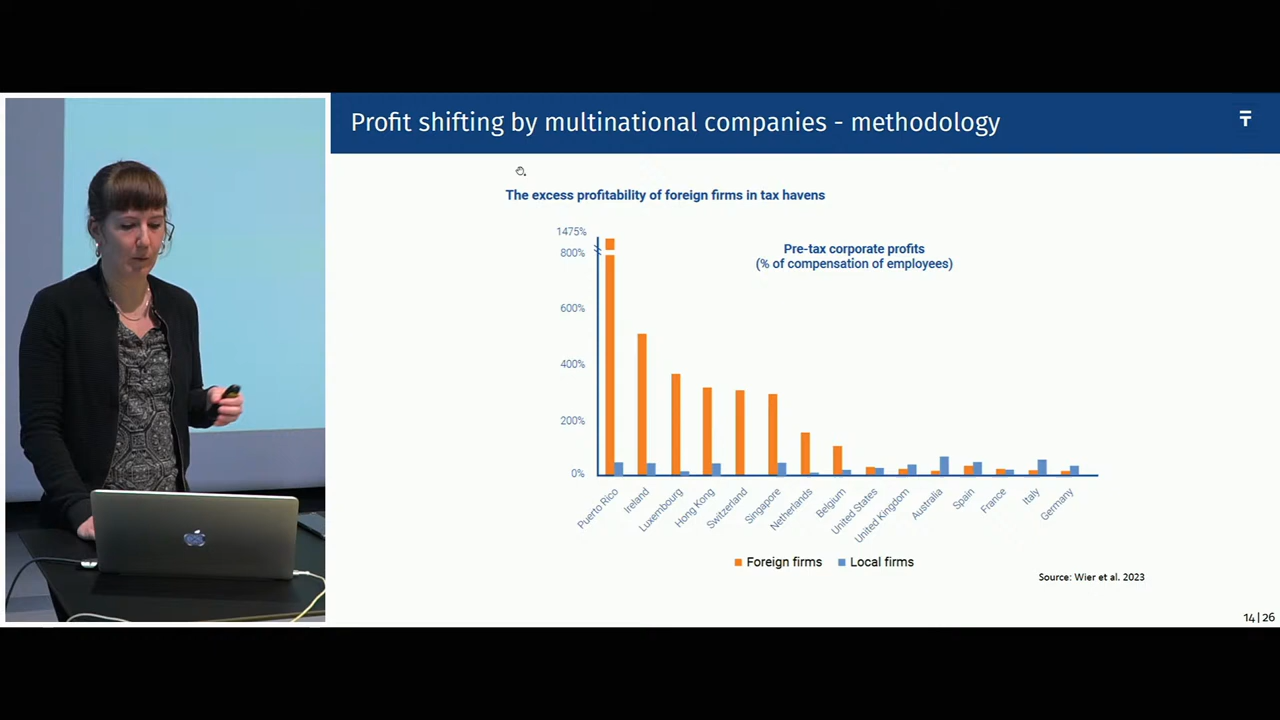 Profit shifting by multinational companies - methodology
The excess profitability of foreign firms in tax havens
Pre-tax corporate profits
(% of compensation of employees)
1475%
800%
600%
400%
200%
0%
Puerto Rico
Ireland
Luxembourg
Hong Kong
Switzerland
Singapore
Netherlands
Belgium
United States
United Kingdom
Australia
Spain
France
Italy
Germany
Foreign firms
Local firms
Source: Wier et al. 2023
14|26